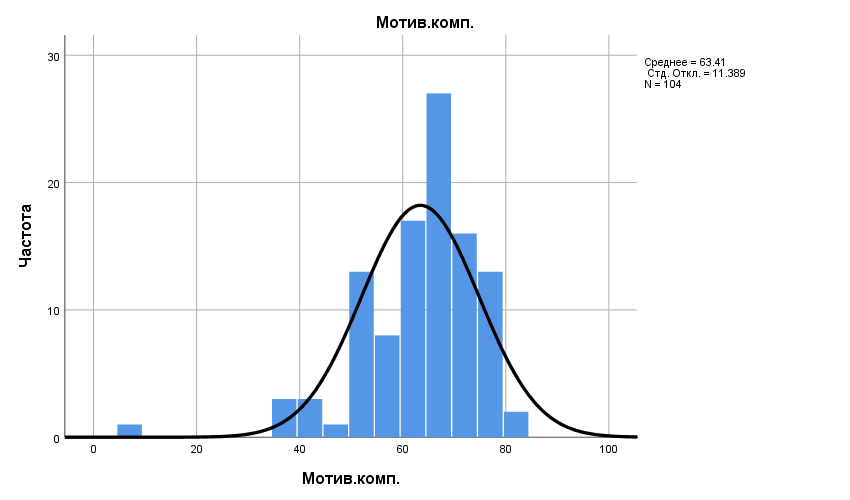 Мотив.комп.
Среднее = 63.41
Стд. Откл. = 11.389
N = 104
30
20
10
0
Частота
0 20 40 60 80 100
Мотив.комп.